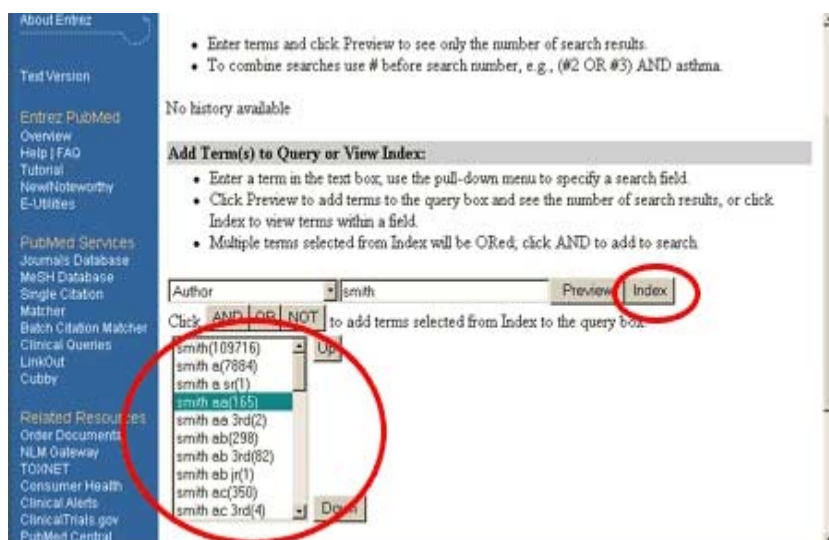 About Entrez
Text Version
Entrez PubMed
Overview
Help | FAQ
Tutorial
New/Noteworthy
E-Utilities
PubMed Services
Journals Database
MeSH Database
Single Citation
Matcher
Batch Citation Matcher
Clinical Queries
LinkOut
Cubby
Related Resources
Order Documents
NLM Gateway
TOXNET
Consumer Health
Clinical Alerts
ClinicalTrials.gov
PubMed Central
• Enter terms and click Preview to see only the number of search results.
• To combine searches use # before search number, e.g., (#2 OR #3) AND asthma.
No history available
Add Term(s) to Query or View Index:
• Enter a term in the text box; use the pull-down menu to specify a search field.
• Click Preview to add terms to the query box and see the number of search results, or click
Index to view terms within a field.
• Multiple terms selected from Index will be ORed; click AND to add to search
Author smith Preview Index
Click AND OR NOT to add terms selected from Index to the query box
smith(109716) Up
smith a(7884)
smith a sr(1)
smith aa(165)
smith aa 3rd(2)
smith ab(298)
smith ab 3rd(82)
smith ab jr(1)
smith ac(350)
smith ac 3rd(4) Down